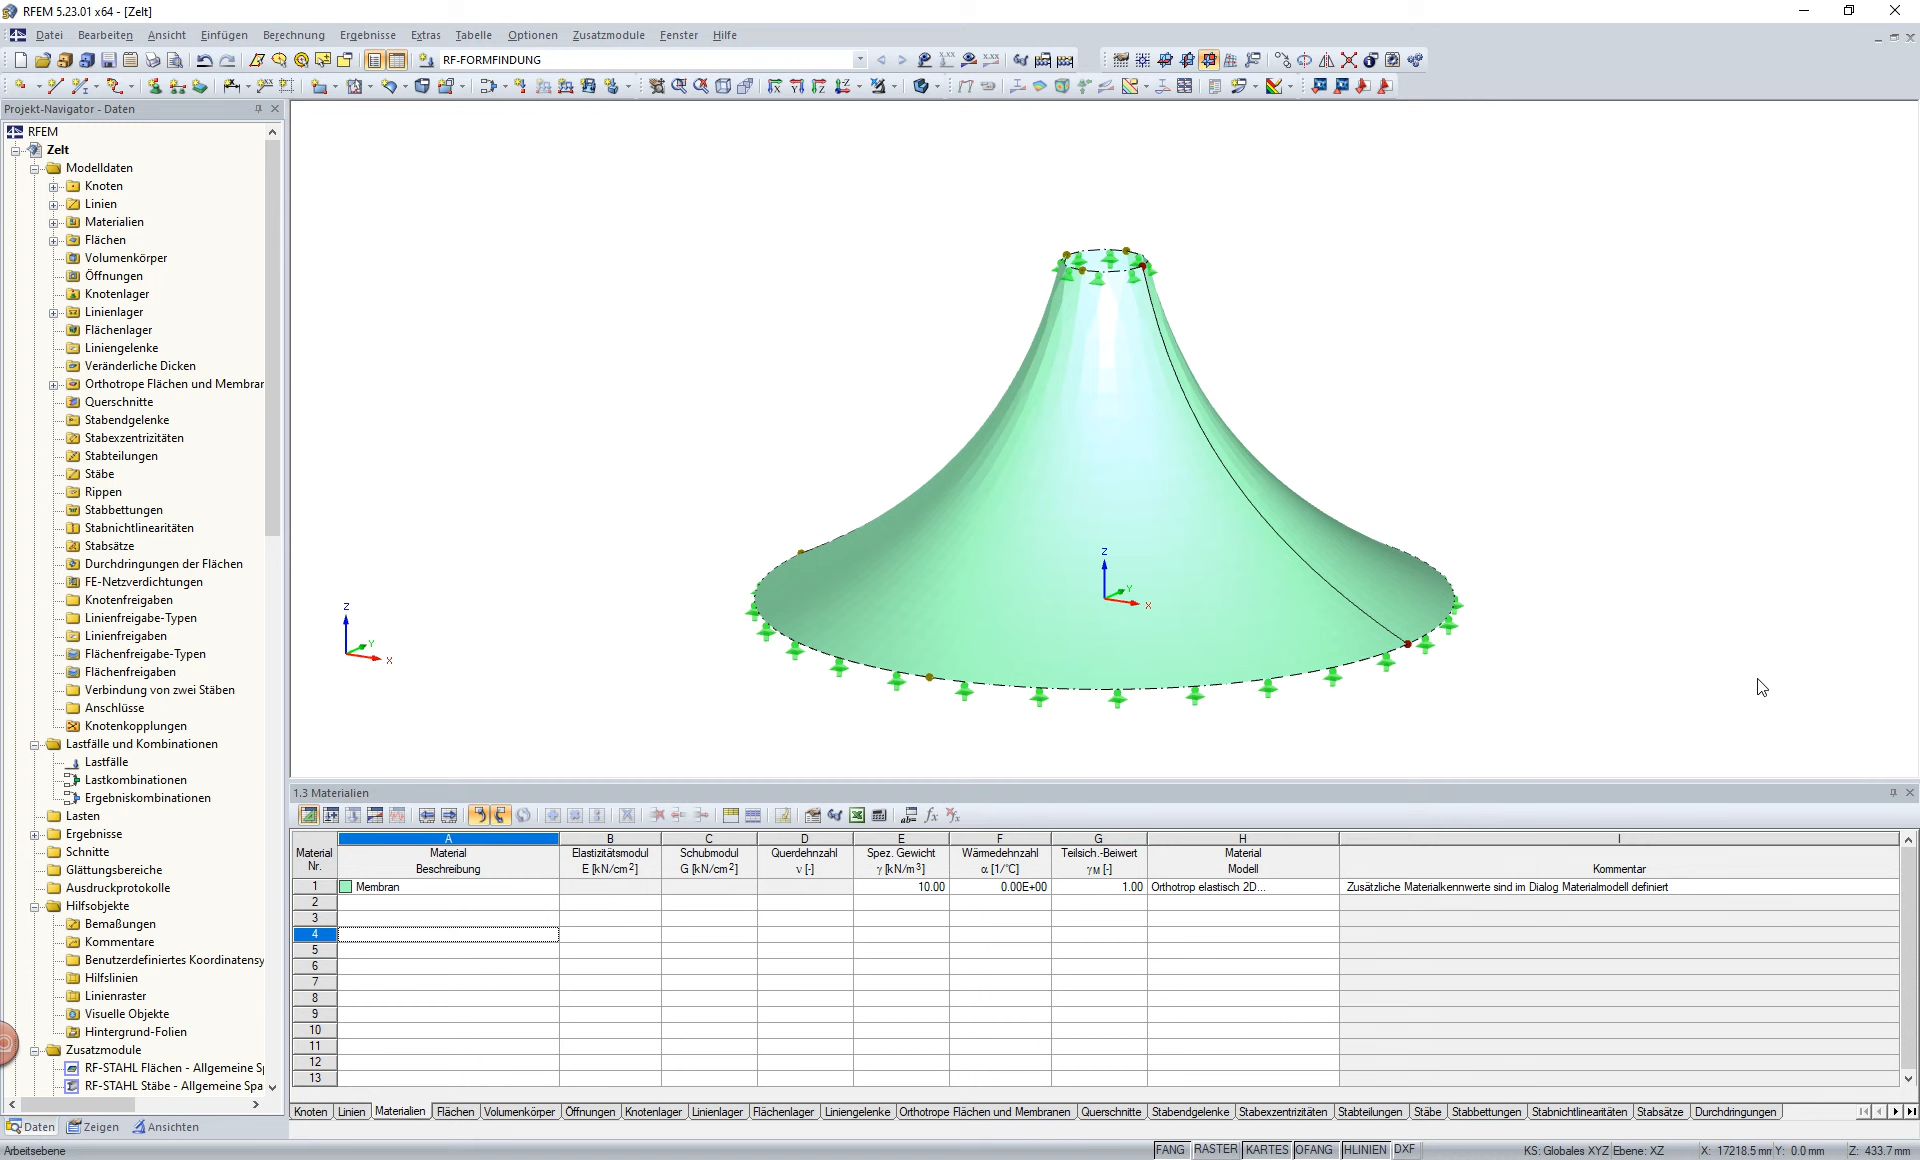 RFEM 5.23.01 x64 - [Zelt]
Datei Bearbeiten Ansicht Einfügen Berechnung Ergebnisse Extras Tabelle Optionen Zusatzmodule Fenster Hilfe
RF-FORMFINDUNG
Projekt-Navigator - Daten
RFEM
Zelt
Modelldaten
Knoten
Linien
Materialien
Flächen
Volumenkörper
Öffnungen
Knotenlager
Linienlager
Flächenlager
Liniengelenke
Veränderliche Dicken
Orthotrope Flächen und Membrar
Querschnitte
Stabendgelenke
Stabexzentrizitäten
Stabteilungen
Stäbe
Rippen
Stabbettungen
Stabnichtlinearitäten
Stabsätze
Durchdringungen der Flächen
FE-Netzverdichtungen
Knotenfreigaben
Linienfreigabe-Typen
Linienfreigaben
Flächenfreigabe-Typen
Flächenfreigaben
Verbindung von zwei Stäben
Anschlüsse
Knotenkopplungen
Lastfälle und Kombinationen
Lastfälle
Lastkombinationen
Ergebniskombinationen
Lasten
Ergebnisse
Schnitte
Glättungsbereiche
Ausdruckprotokolle
Hilfsobjekte
Bemaßungen
Kommentare
Benutzerdefiniertes Koordinatensy
Hilfslinien
Linienraster
Visuelle Objekte
Hintergrund-Folien
Zusatzmodule
RF-STAHL Flächen - Allgemeine Sp
RF-STAHL Stäbe - Allgemeine Spa
Daten Zeigen Ansichten
Z
Y
X
Z
Y
X
1.3 Materialien
A B C D E F G H I
Material Material Elastizitätsmodul Schubmodul Querdehnzahl Spez. Gewicht Wärmedehnzahl Teilsich.-Beiwert Material
Nr. Beschreibung E [kN/cm2] G [kN/cm2] ν [-] γ [kN/m3] α [1/°C] γM [-] Modell Kommentar
1 Membran 10.00 0.00E+00 1.00 Orthotrop elastisch 2D... Zusätzliche Materialkennwerte sind im Dialog Materialmodell definiert
2
3
4
5
6
7
8
9
10
11
12
13
Knoten Linien Materialien Flächen Volumenkörper Öffnungen Knotenlager Linienlager Flächenlager Liniengelenke Orthotrope Flächen und Membranen Querschnitte Stabendgelenke Stabexzentrizitäten Stabteilungen Stäbe Stabbettungen Stabnichtlinearitäten Stabsätze Durchdringungen
Arbeitsebene FANG RASTER KARTES OFANG HLINIEN DXF KS: Globales XYZ Ebene: XZ X: 17218.5 mm Y: 0.0 mm Z: 433.7 mm